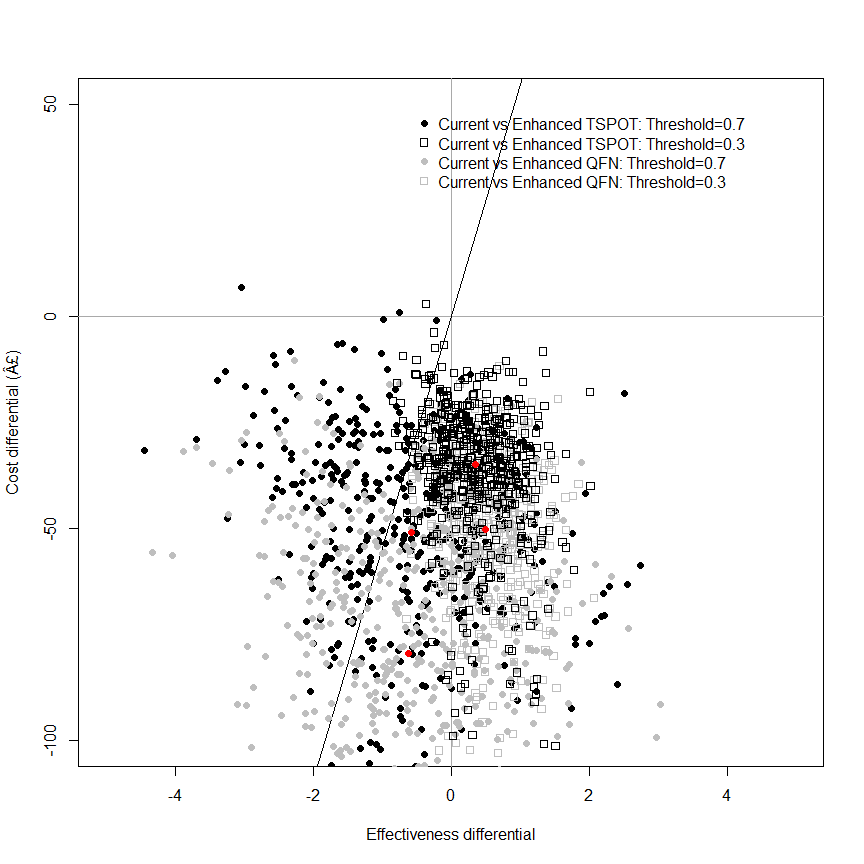 Current vs Enhanced TSPOT: Threshold=0.7
Current vs Enhanced TSPOT: Threshold=0.3
Current vs Enhanced QFN: Threshold=0.7
Current vs Enhanced QFN: Threshold=0.3
50
0
-50
-100
Cost differential (Â£)
-4
-2
0
2
4
Effectiveness differential